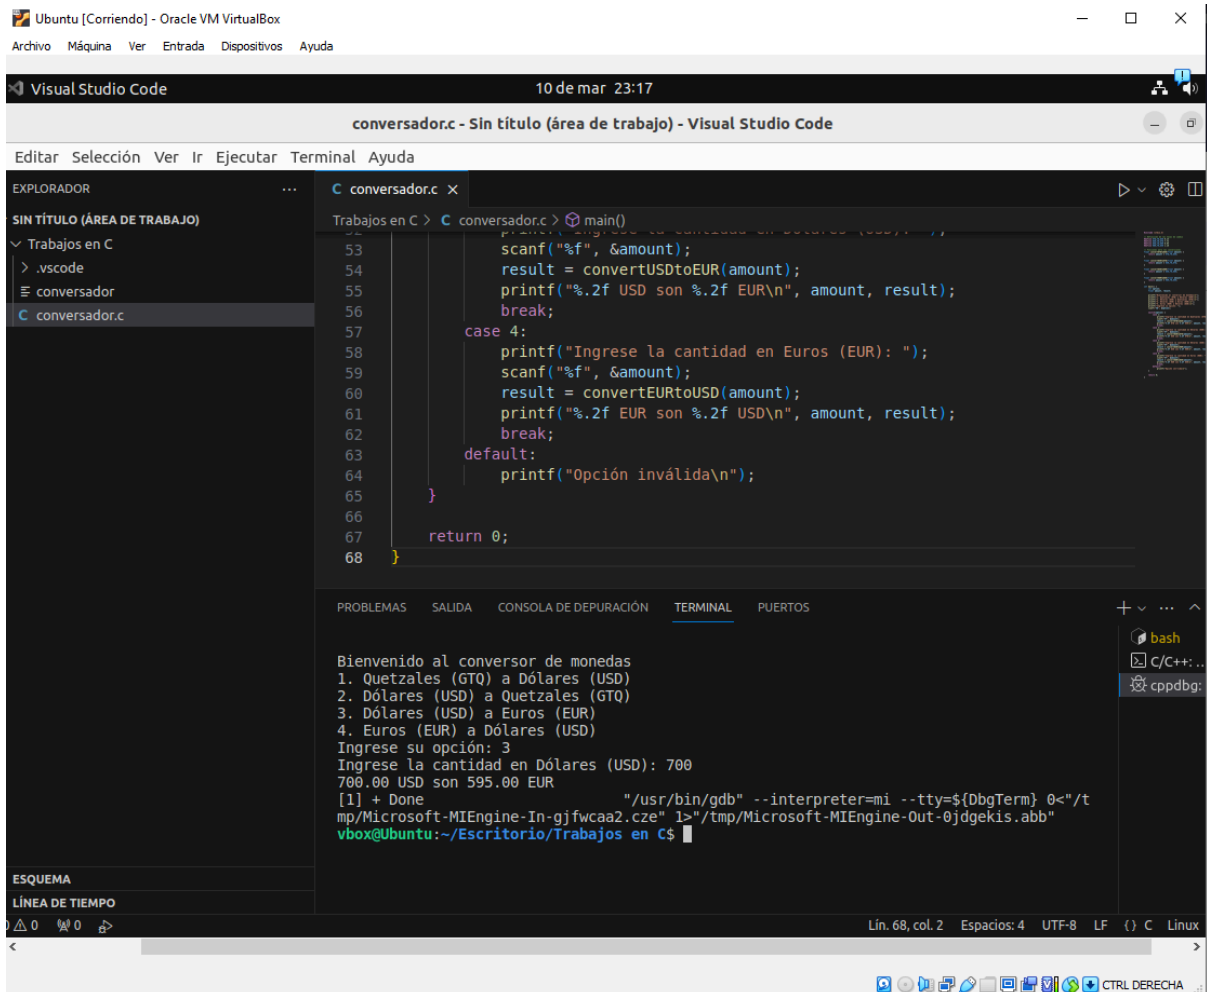 Ubuntu [Corriendo] - Oracle VM VirtualBox
Archivo Máquina Ver Entrada Dispositivos Ayuda
Visual Studio Code 10 de mar 23:17
conversador.c - Sin título (área de trabajo) - Visual Studio Code
Editar Selección Ver Ir Ejecutar Terminal Ayuda
EXPLORADOR
SIN TÍTULO (ÁREA DE TRABAJO)
Trabajos en C
.vscode
conversador
C conversador.c
C conversador.c
Trabajos en C > C conversador.c > main()
52 printf("Ingrese la cantidad en Dólares (USD): ");
53 scanf("%f", &amount);
54 result = convertUSDtoEUR(amount);
55 printf("%.2f USD son %.2f EUR\n", amount, result);
56 break;
57 case 4:
58 printf("Ingrese la cantidad en Euros (EUR): ");
59 scanf("%f", &amount);
60 result = convertEURtoUSD(amount);
61 printf("%.2f EUR son %.2f USD\n", amount, result);
62 break;
63 default:
64 printf("Opción inválida\n");
65 }
66
67 return 0;
68 }
PROBLEMAS SALIDA CONSOLA DE DEPURACIÓN TERMINAL PUERTOS
bash
C/C++: ..
cppdbg:
Bienvenido al conversor de monedas
1. Quetzales (GTQ) a Dólares (USD)
2. Dólares (USD) a Quetzales (GTQ)
3. Dólares (USD) a Euros (EUR)
4. Euros (EUR) a Dólares (USD)
Ingrese su opción: 3
Ingrese la cantidad en Dólares (USD): 700
700.00 USD son 595.00 EUR
[1] + Done "/usr/bin/gdb" --interpreter=mi --tty=${DbgTerm} 0<"/t
mp/Microsoft-MIEngine-In-gjfwcaa2.cze" 1>"/tmp/Microsoft-MIEngine-Out-0jdgekis.abb"
vbox@Ubuntu:~/Escritorio/Trabajos en C$
ESQUEMA
LÍNEA DE TIEMPO
0 0 Lín. 68, col. 2 Espacios: 4 UTF-8 LF {} C Linux
CTRL DERECHA